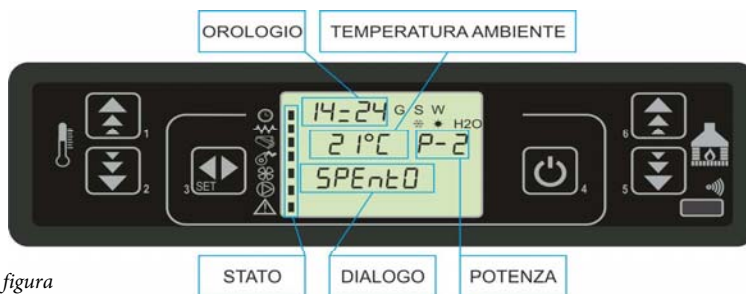 OROLOGIO TEMPERATURA AMBIENTE
14=24 G S W
H2O
21°C P-2
SPEntO
1
2
3 SET
4
6
5
STATO DIALOGO POTENZA
figura